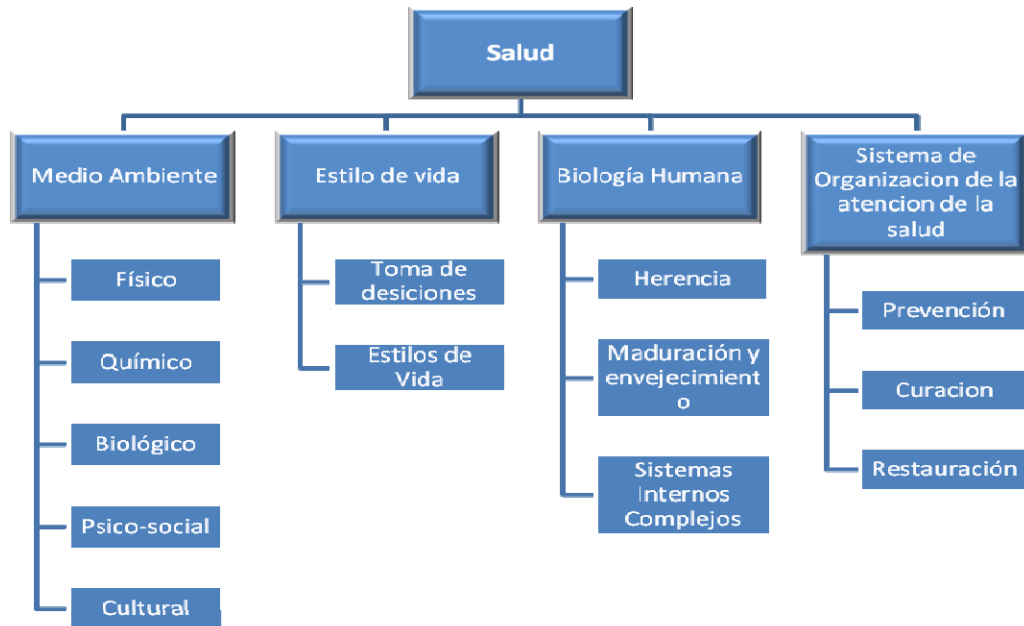 Salud
Medio Ambiente
Físico
Químico
Biológico
Psico-social
Cultural
Estilo de vida
Toma de
desiciones
Estilos de
Vida
Biología Humana
Herencia
Maduración y
envejecimient
o
Sistemas
Internos
Complejos
Sistema de
Organizacion de la
atencion de la
salud
Prevención
Curacion
Restauración